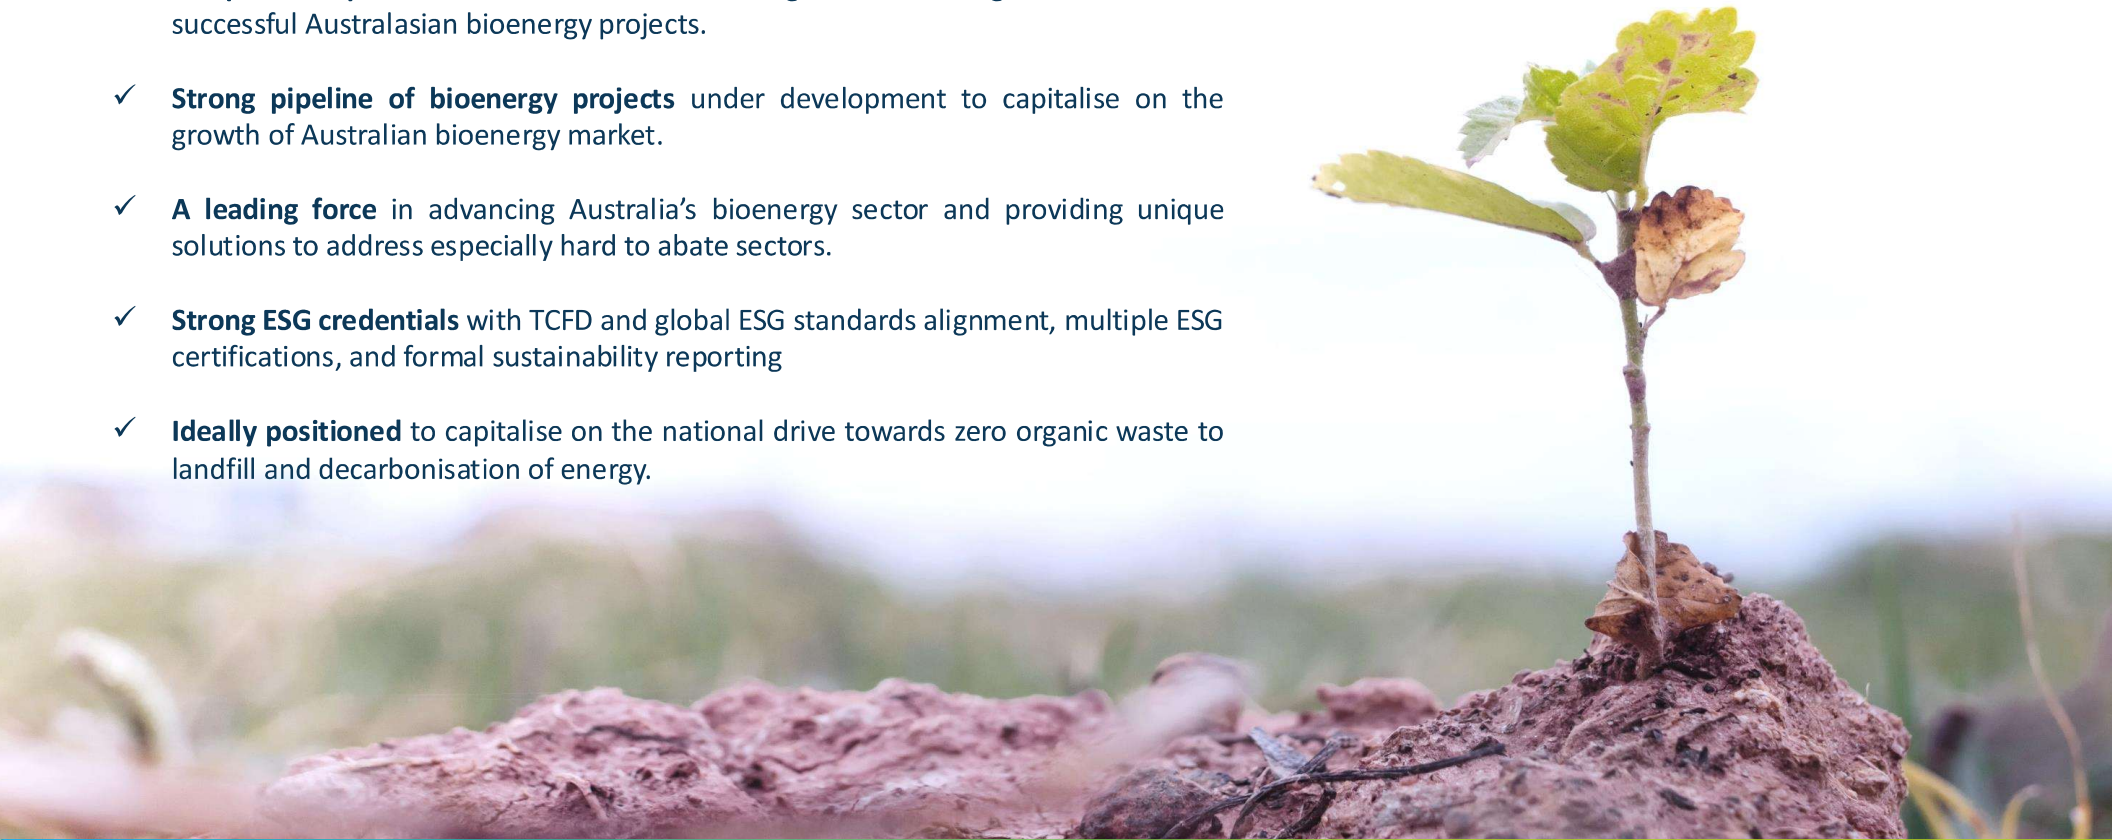 successful Australasian bioenergy projects.
✓ Strong pipeline of bioenergy projects under development to capitalise on the
growth of Australian bioenergy market.
✓ A leading force in advancing Australia’s bioenergy sector and providing unique
solutions to address especially hard to abate sectors.
✓ Strong ESG credentials with TCFD and global ESG standards alignment, multiple ESG
certifications, and formal sustainability reporting
✓ Ideally positioned to capitalise on the national drive towards zero organic waste to
landfill and decarbonisation of energy.